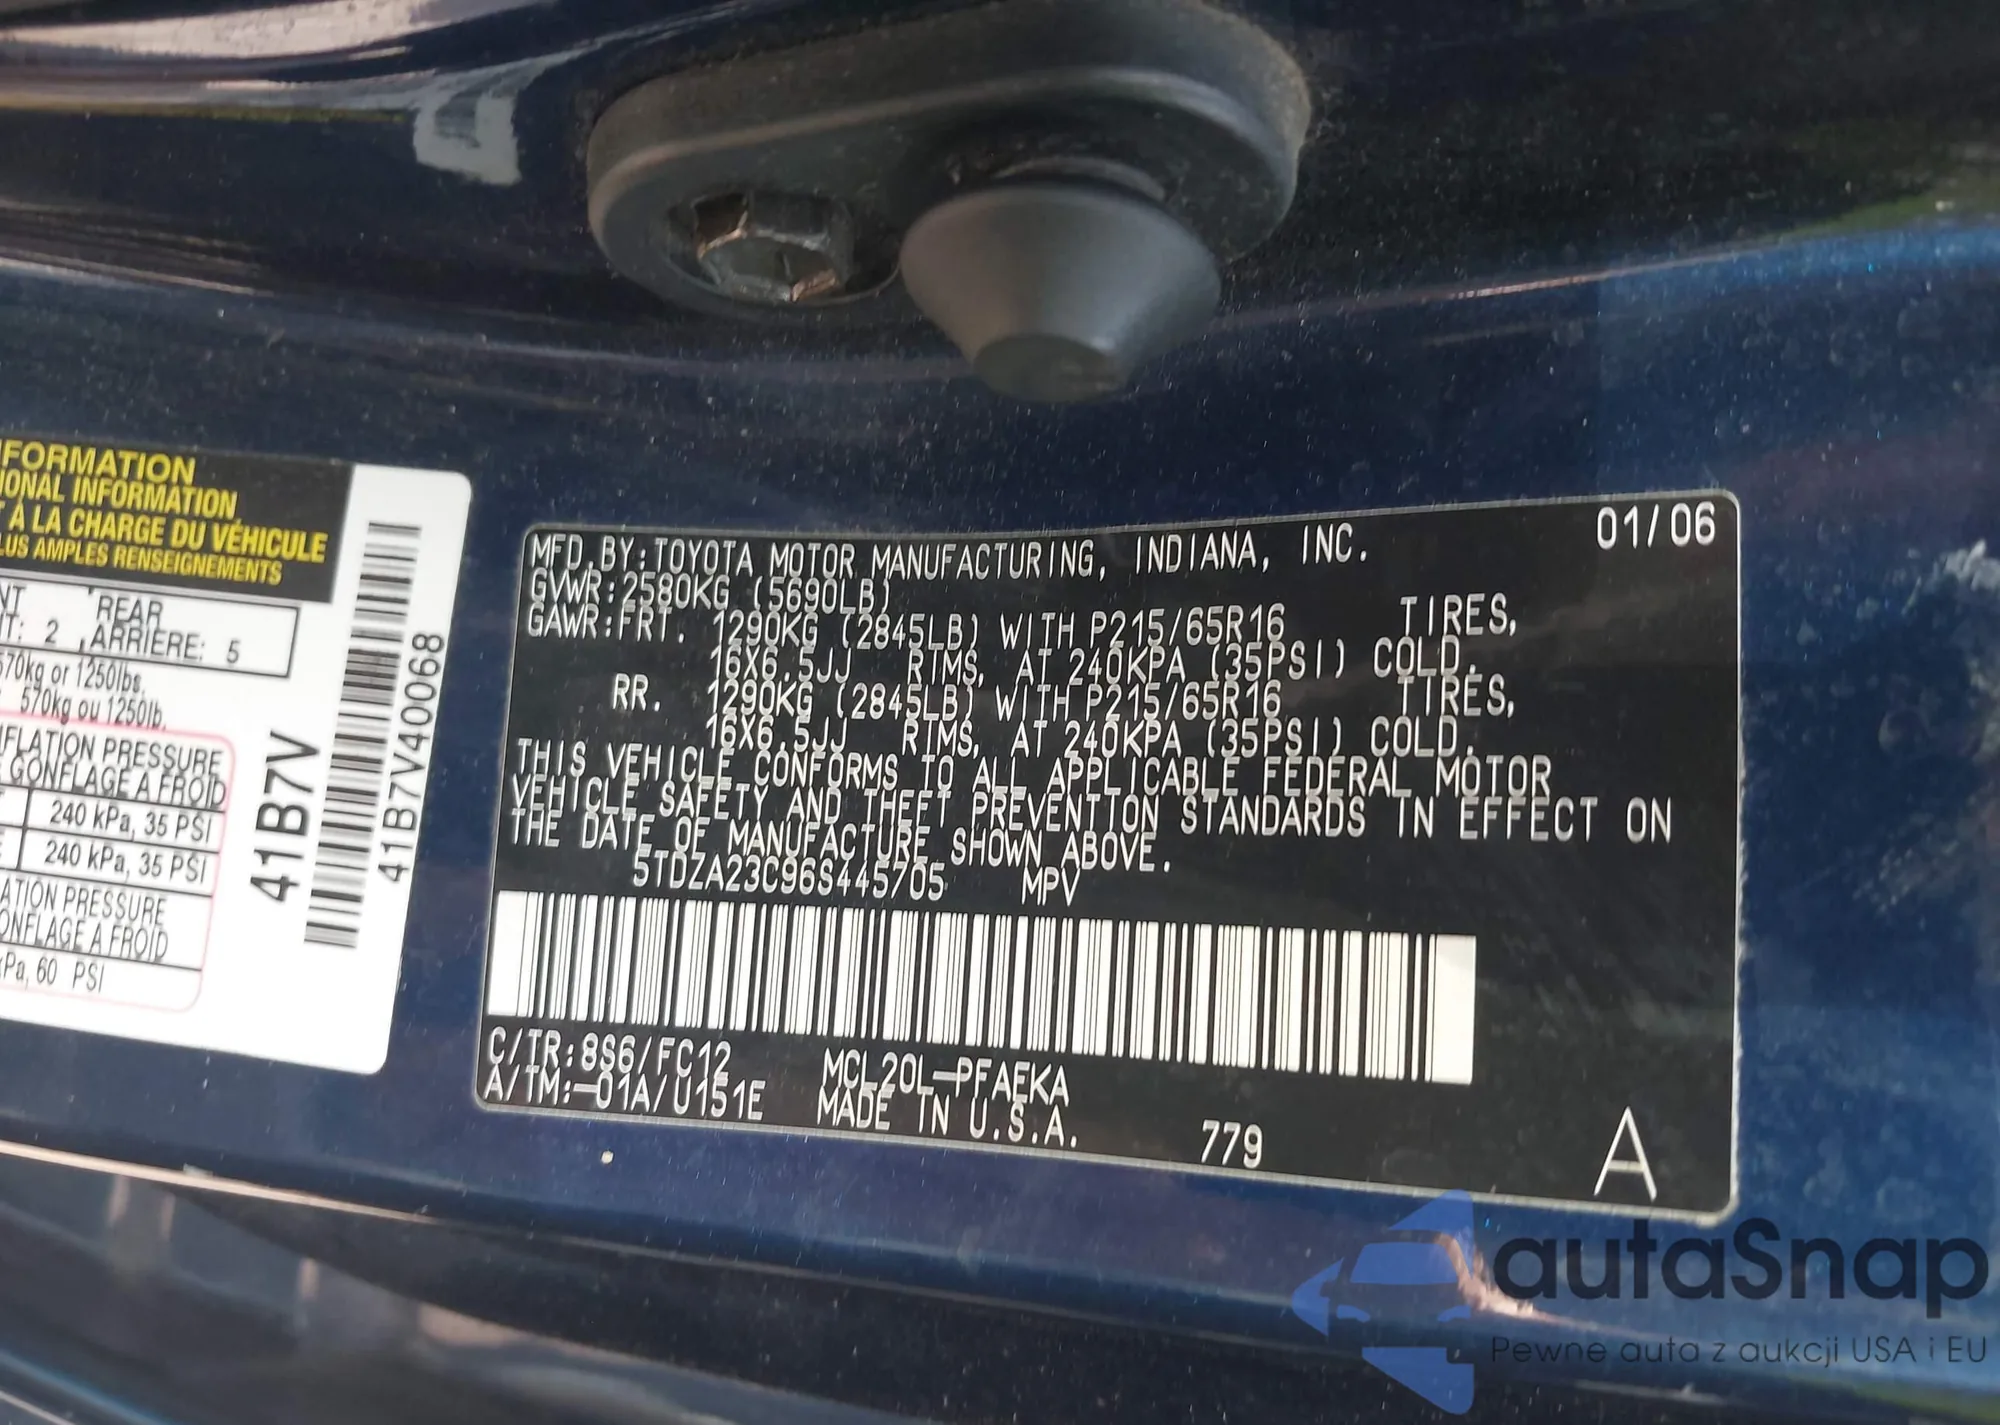 FORMATION
IONAL INFORMATION
T À LA CHARGE DU VÉHICULE
LUS AMPLES RENSEIGNEMENTS
NT REAR
IT: 2 ARRIÈRE: 5
570kg or 1250lbs.
570kg ou 1250lb.
FLATION PRESSURE
E GONFLAGE A FROID
240 kPa, 35 PSI
240 kPa, 35 PSI
ATION PRESSURE
ONFLAGE A FROID
kPa, 60 PSI
41B7V
41B7V40068
MFD.BY:TOYOTA MOTOR MANUFACTURING, INDIANA, INC. 01/06
GVWR:2580KG (5690LB)
GAWR:FRT. 1290KG (2845LB) WITH P215/65R16 TIRES,
16X6.5JJ RIMS, AT 240KPA (35PSI) COLD.
RR. 1290KG (2845LB) WITH P215/65R16 TIRES,
16X6.5JJ RIMS, AT 240KPA (35PSI) COLD.
THIS VEHICLE CONFORMS TO ALL APPLICABLE FEDERAL MOTOR
VEHICLE SAFETY AND THEFT PREVENTION STANDARDS IN EFFECT ON
THE DATE OF MANUFACTURE SHOWN ABOVE.
5TDZA23C96S445705 MPV
C/TR:8S6/FC12 MCL20L-PFAEKA
A/TM:-01A/U151E MADE IN U.S.A. 779 A
autaSnap
Pewne auta z aukcji USA i EU